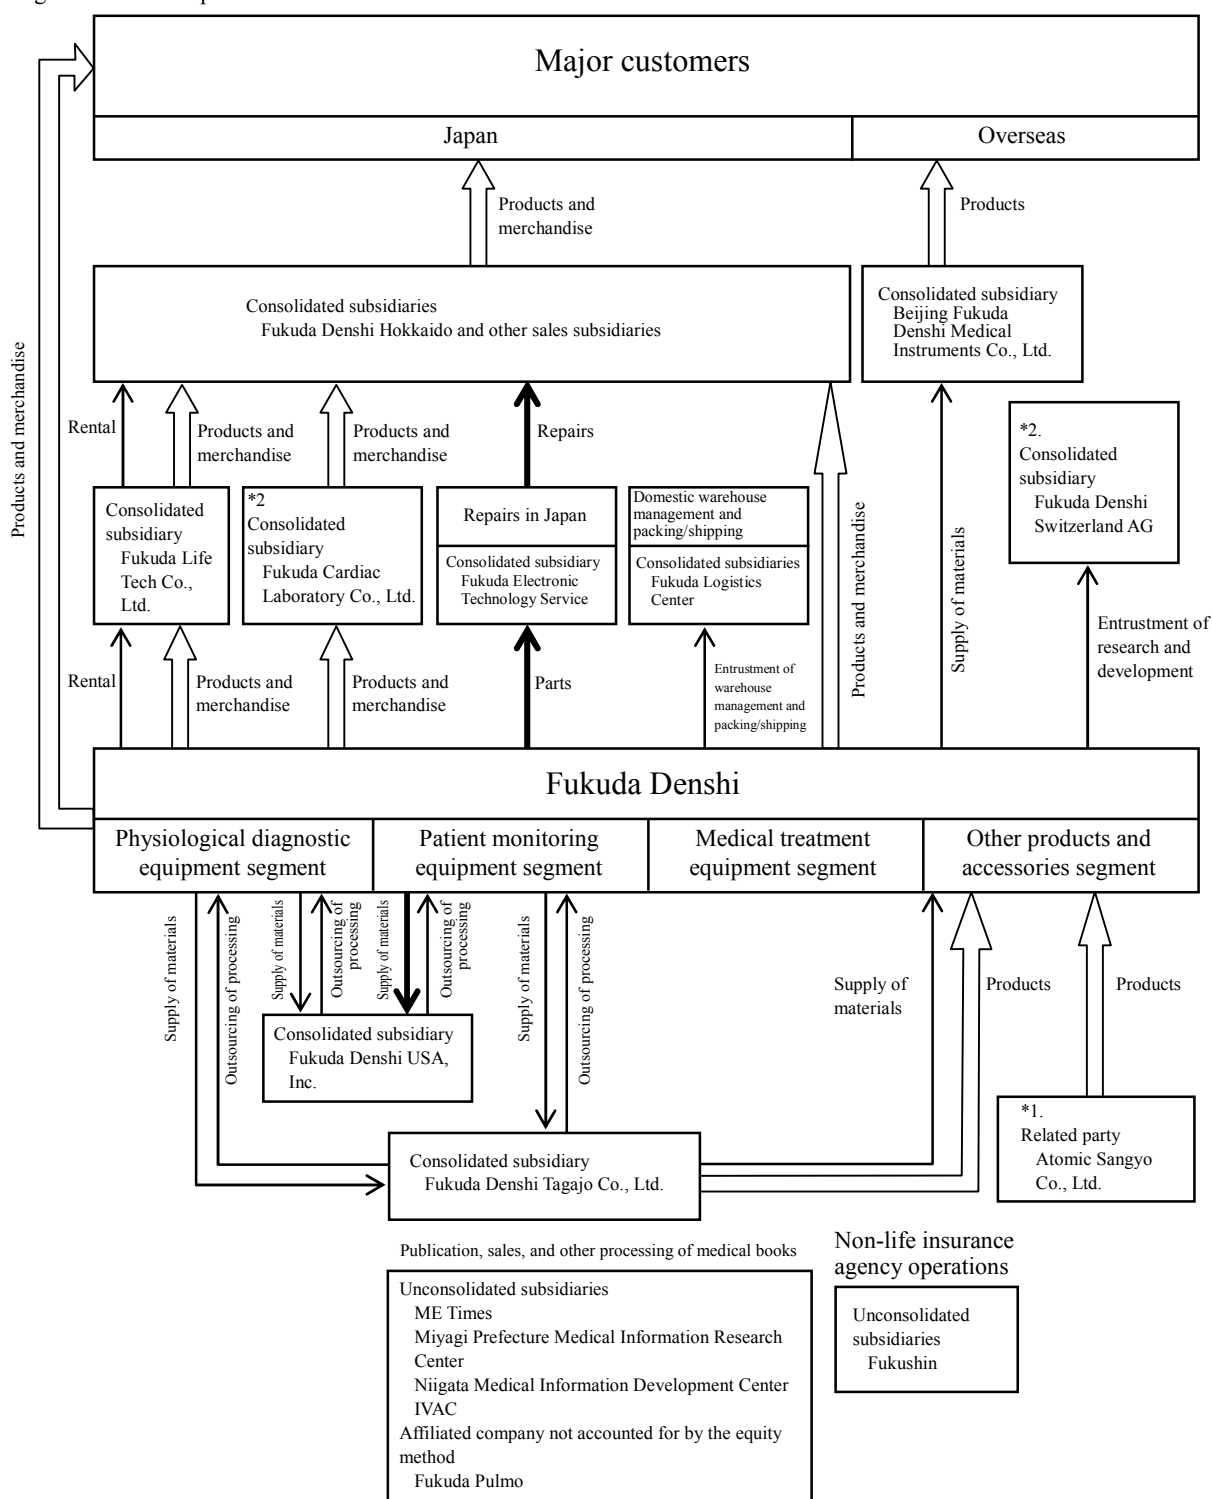 Major customers
Japan
Overseas
Products and merchandise
Products and
merchandise
Products
Consolidated subsidiaries
Fukuda Denshi Hokkaido and other sales subsidiaries
Consolidated subsidiary
Beijing Fukuda
Denshi Medical
Instruments Co., Ltd.
Rental
Products and
merchandise
Products and
merchandise
Repairs
Products and merchandise
Supply of materials
*2.
Consolidated
subsidiary
Fukuda Denshi
Switzerland AG
Consolidated
subsidiary
Fukuda Life
Tech Co.,
Ltd.
*2
Consolidated
subsidiary
Fukuda Cardiac
Laboratory Co., Ltd.
Repairs in Japan
Consolidated subsidiary
Fukuda Electronic
Technology Service
Domestic warehouse
management and
packing/shipping
Consolidated subsidiaries
Fukuda Logistics
Center
Rental
Products and
merchandise
Products and
merchandise
Parts
Entrustment of
warehouse
management and
packing/shipping
Entrustment of
research and
development
Fukuda Denshi
Physiological diagnostic
equipment segment
Patient monitoring
equipment segment
Medical treatment
equipment segment
Other products and
accessories segment
Supply of materials
Outsourcing of processing
Supply of materials
Outsourcing of
processing
Supply of materials
Outsourcing of
processing
Supply of materials
Outsourcing of processing
Supply of
materials
Products
Products
Consolidated subsidiary
Fukuda Denshi USA,
Inc.
Consolidated subsidiary
Fukuda Denshi Tagajo Co., Ltd.
*1.
Related party
Atomic Sangyo
Co., Ltd.
Publication, sales, and other processing of medical books
Unconsolidated subsidiaries
ME Times
Miyagi Prefecture Medical Information Research
Center
Niigata Medical Information Development Center
IVAC
Affiliated company not accounted for by the equity
method
Fukuda Pulmo
Non-life insurance
agency operations
Unconsolidated
subsidiaries
Fukushin